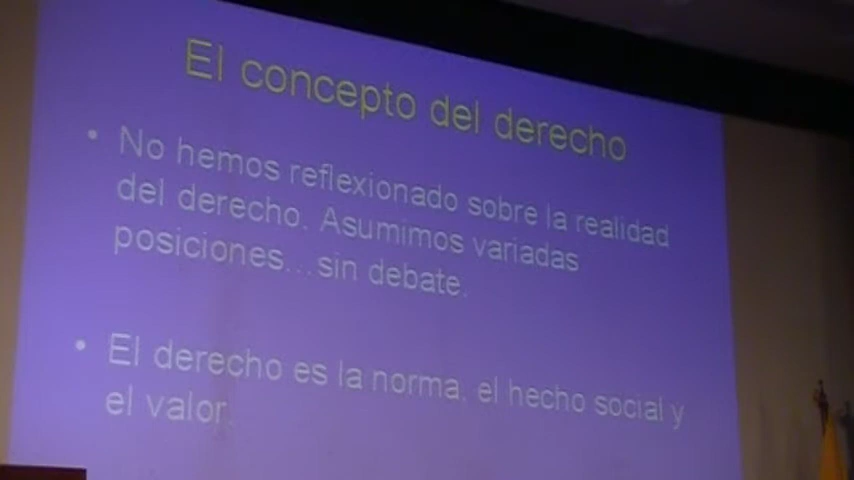 El concepto del derecho
• No hemos reflexionado sobre la realidad
del derecho. Asumimos variadas
posiciones...sin debate.
• El derecho es la norma, el hecho social y
el valor.